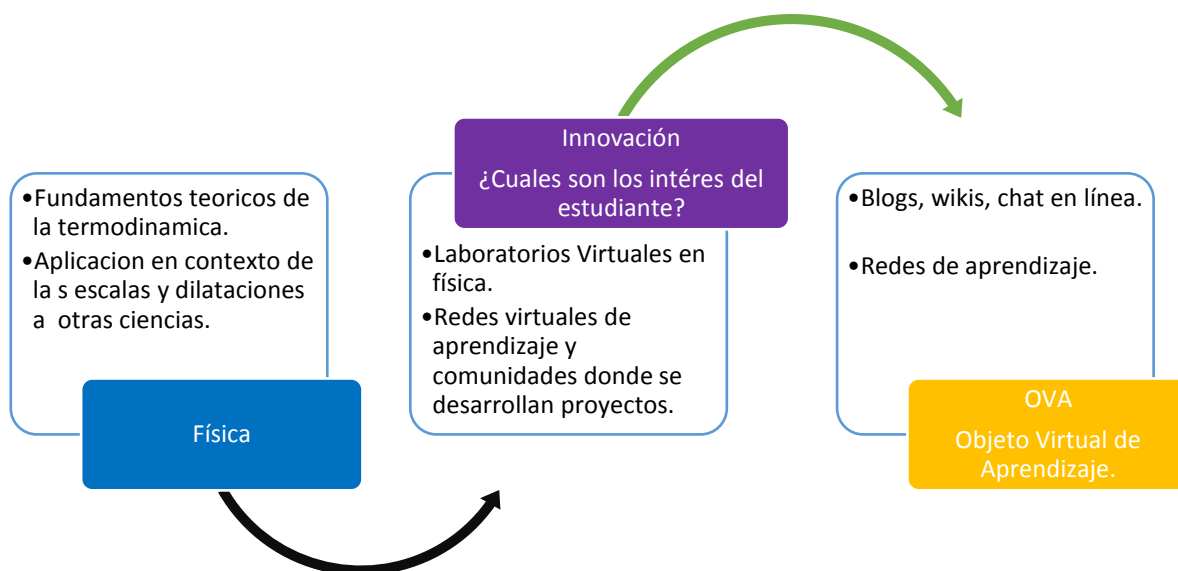 •Fundamentos teoricos de
la termodinamica.
•Aplicacion en contexto de
la s escalas y dilataciones
a otras ciencias.
Física
Innovación
¿Cuales son los intéres del
estudiante?
•Laboratorios Virtuales en
física.
•Redes virtuales de
aprendizaje y
comunidades donde se
desarrollan proyectos.
•Blogs, wikis, chat en línea.
•Redes de aprendizaje.
OVA
Objeto Virtual de
Aprendizaje.